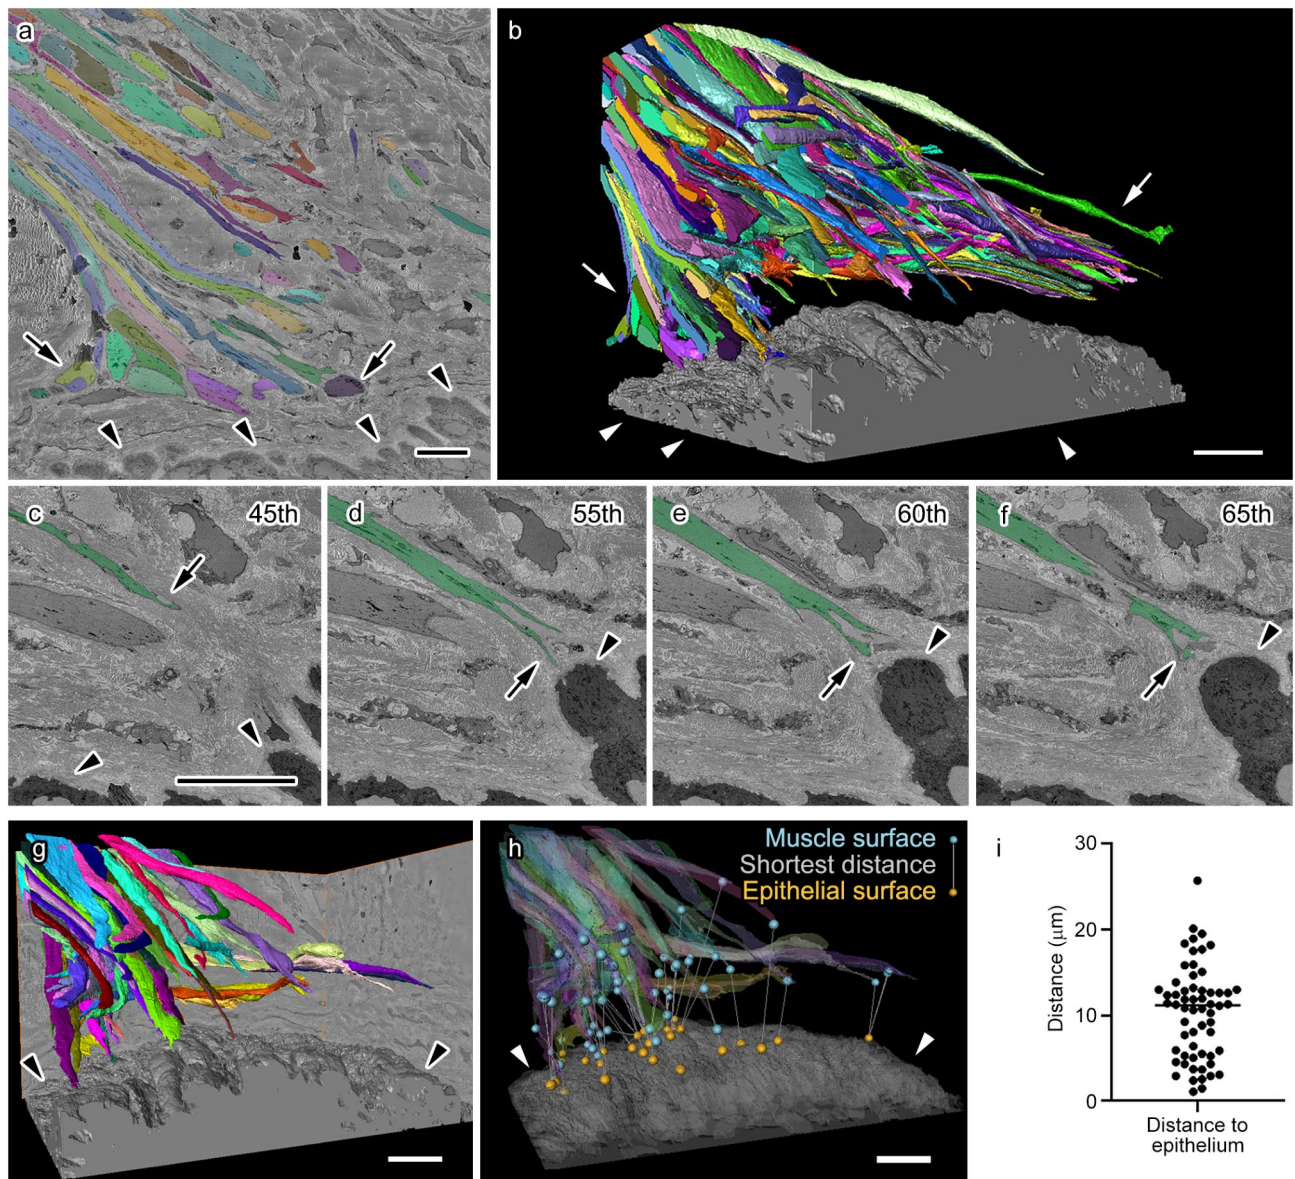 a
b
c
45th
d
55th
e
60th
f
65th
g
h
Muscle surface
Shortest distance
Epithelial surface
i
30
20
10
0
Distance (μm)
Distance to
epithelium